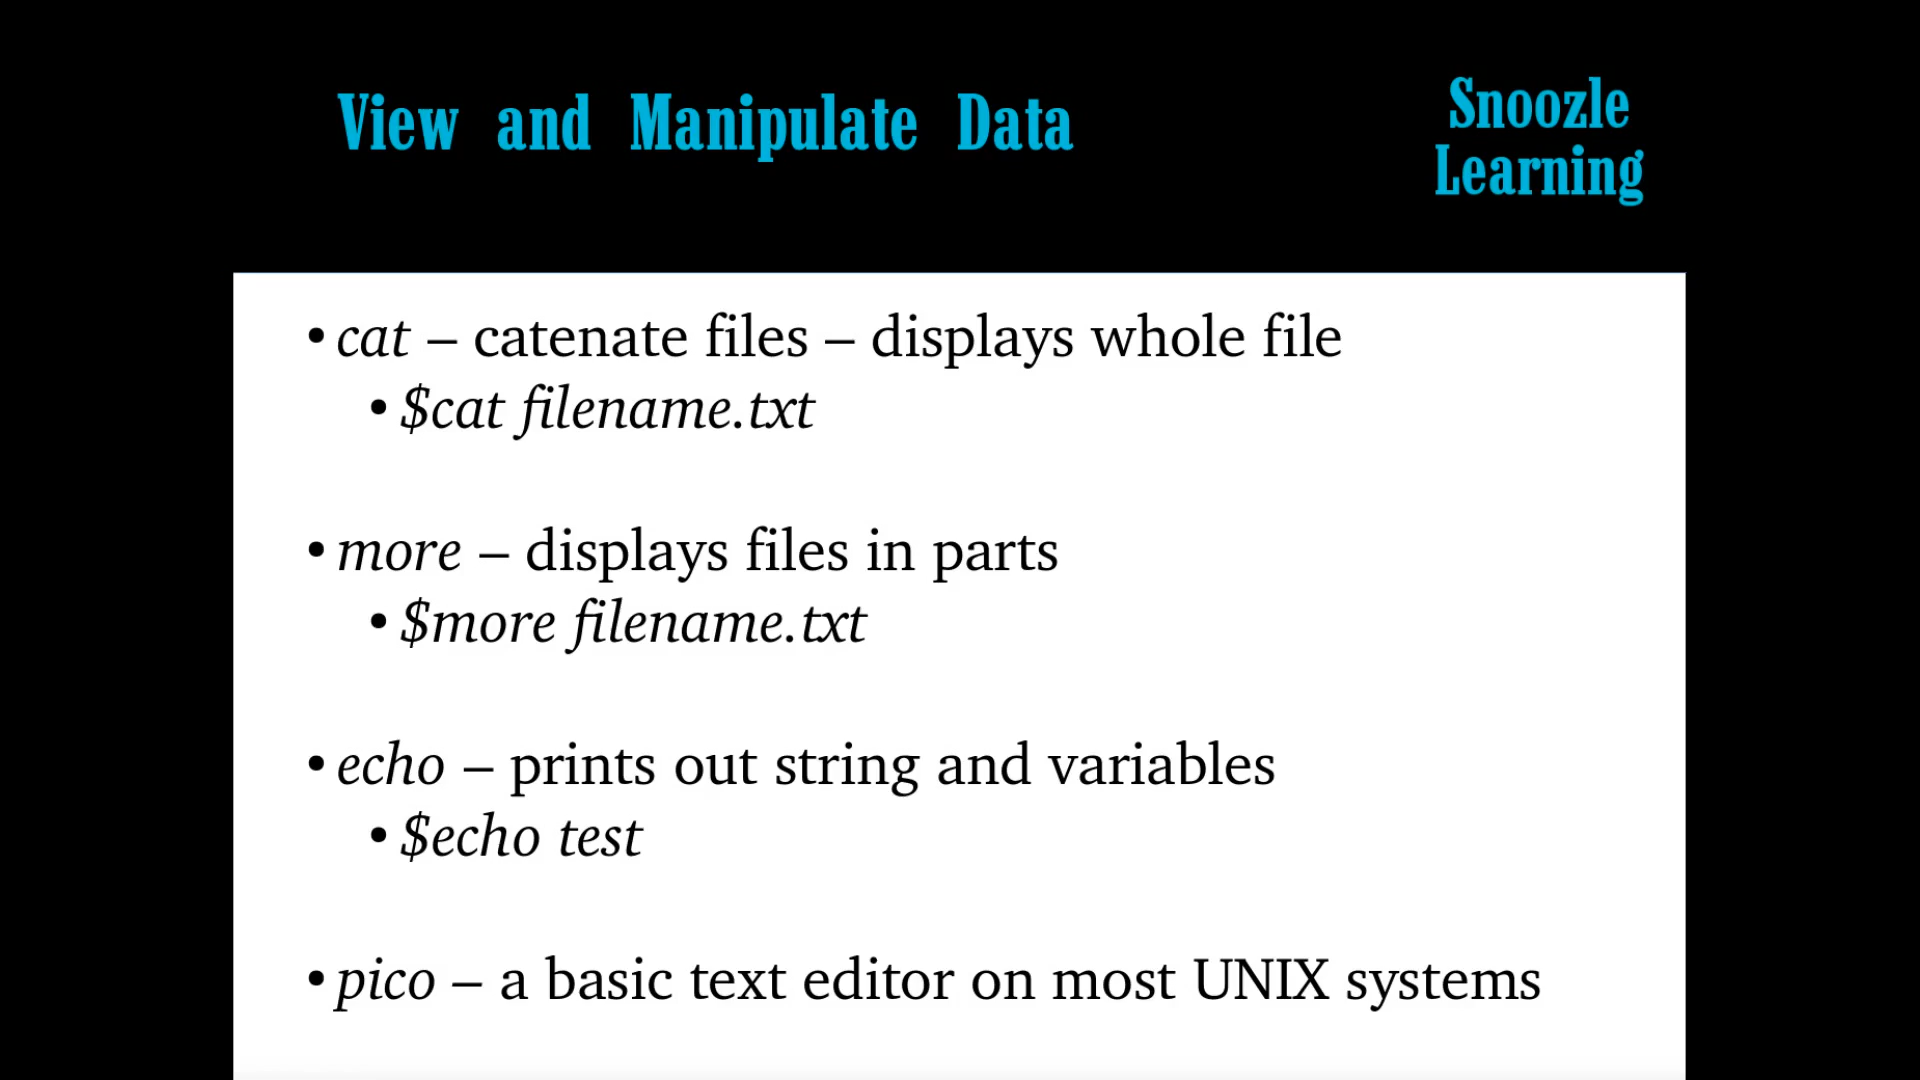 View and Manipulate Data
Snoozle
Learning
• cat – catenate files – displays whole file
• $cat filename.txt
• more – displays files in parts
• $more filename.txt
• echo – prints out string and variables
• $echo test
• pico – a basic text editor on most UNIX systems